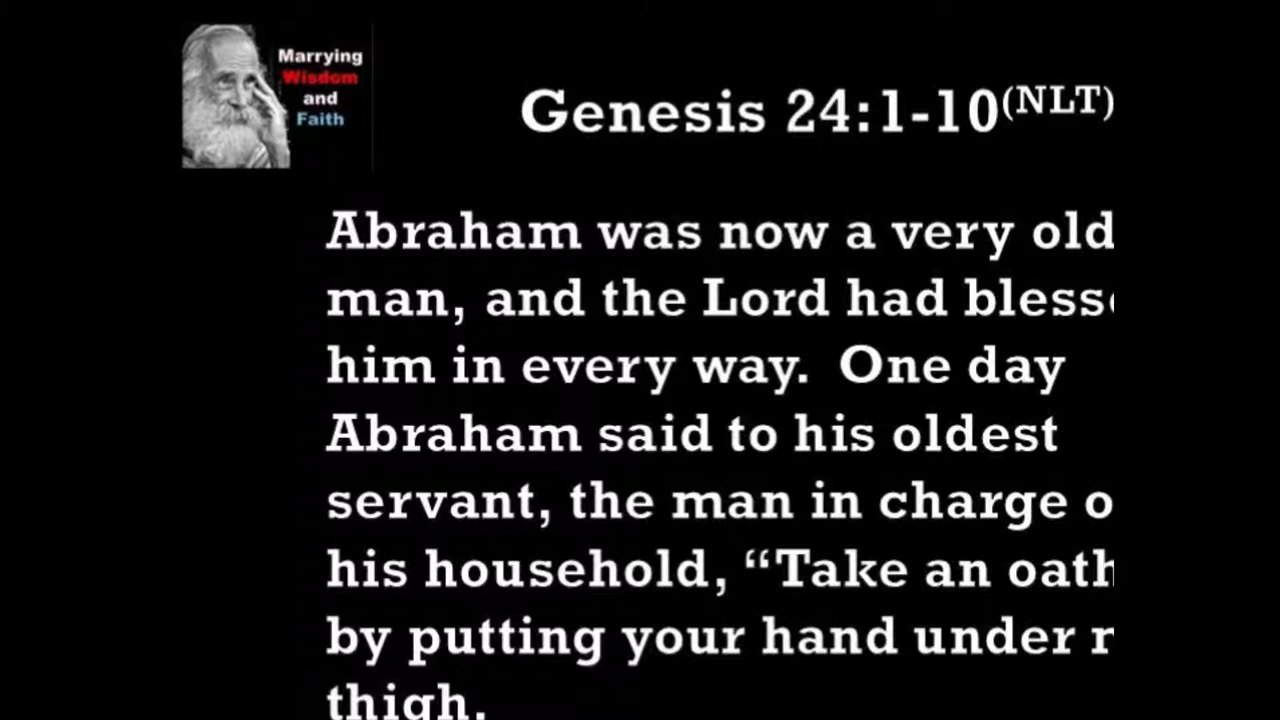 Marrying
Wisdom
and
Faith
Genesis 24:1-10(NLT)
Abraham was now a very old
man, and the Lord had
him in every way. One day
Abraham said to his oldest
servant, the man in charge
his household, “Take an oath
by putting your hand under
thigh.